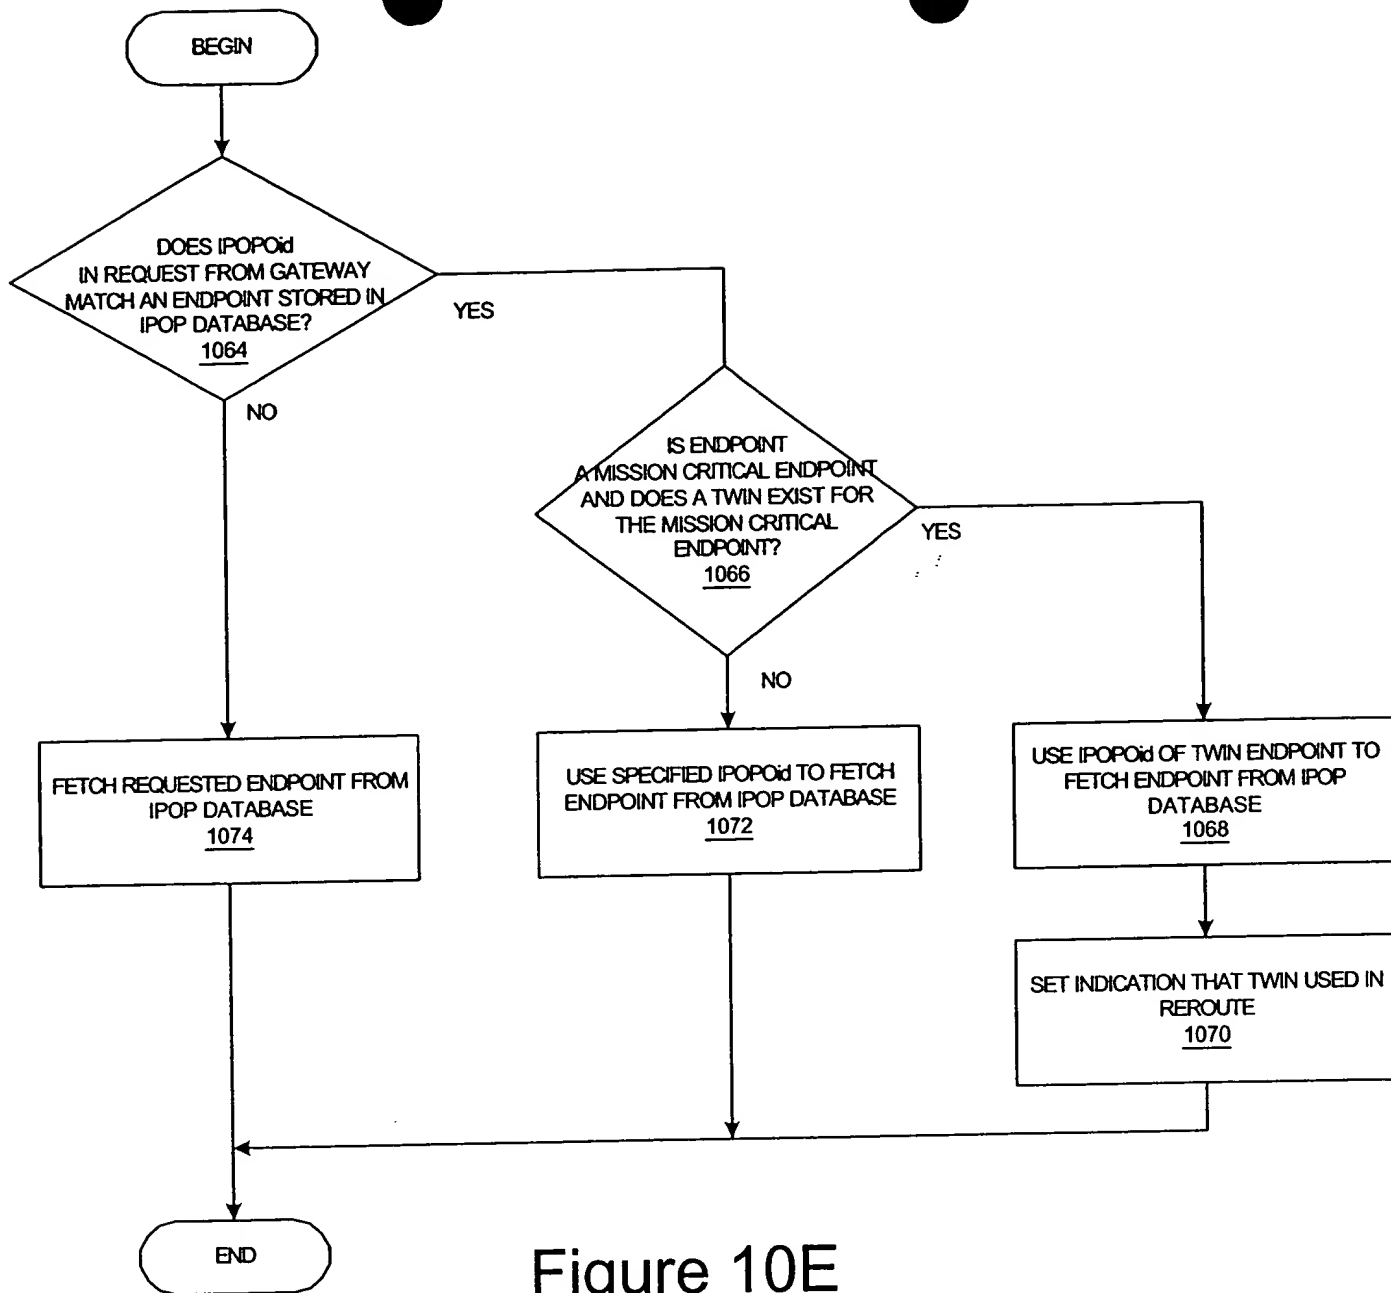 BEGIN
DOES IPOPOid
IN REQUEST FROM GATEWAY
MATCH AN ENDPOINT STORED IN
IPOP DATABASE?
1064
YES
NO
IS ENDPOINT
A MISSION CRITICAL ENDPOINT
AND DOES A TWIN EXIST FOR
THE MISSION CRITICAL
ENDPOINT?
1066
YES
NO
FETCH REQUESTED ENDPOINT FROM
IPOP DATABASE
1074
USE SPECIFIED IPOPOid TO FETCH
ENDPOINT FROM IPOP DATABASE
1072
USE IPOPOid OF TWIN ENDPOINT TO
FETCH ENDPOINT FROM IPOP
DATABASE
1068
SET INDICATION THAT TWIN USED IN
REROUTE
1070
END
Figure 10E